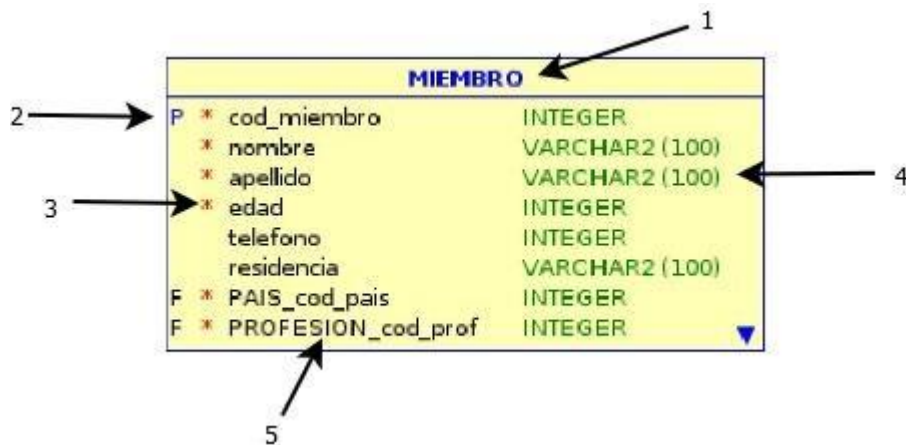 1
MIEMBRO
2 P * cod_miembro INTEGER
* nombre VARCHAR2 (100)
* apellido VARCHAR2 (100) 4
3 * edad INTEGER
telefono INTEGER
residencia VARCHAR2 (100)
F * PAIS_cod_pais INTEGER
F * PROFESION_cod_prof INTEGER
5